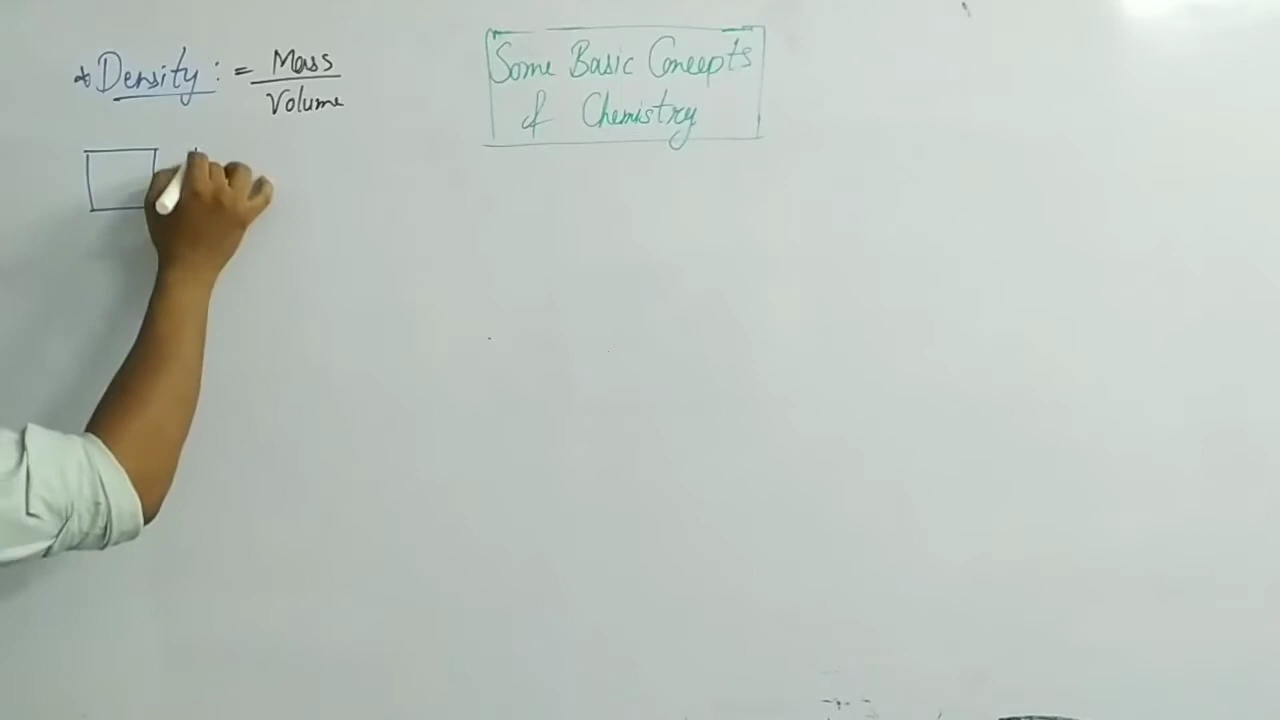 * Density : = Mass
Volume
Some Basic Concepts
of Chemistry